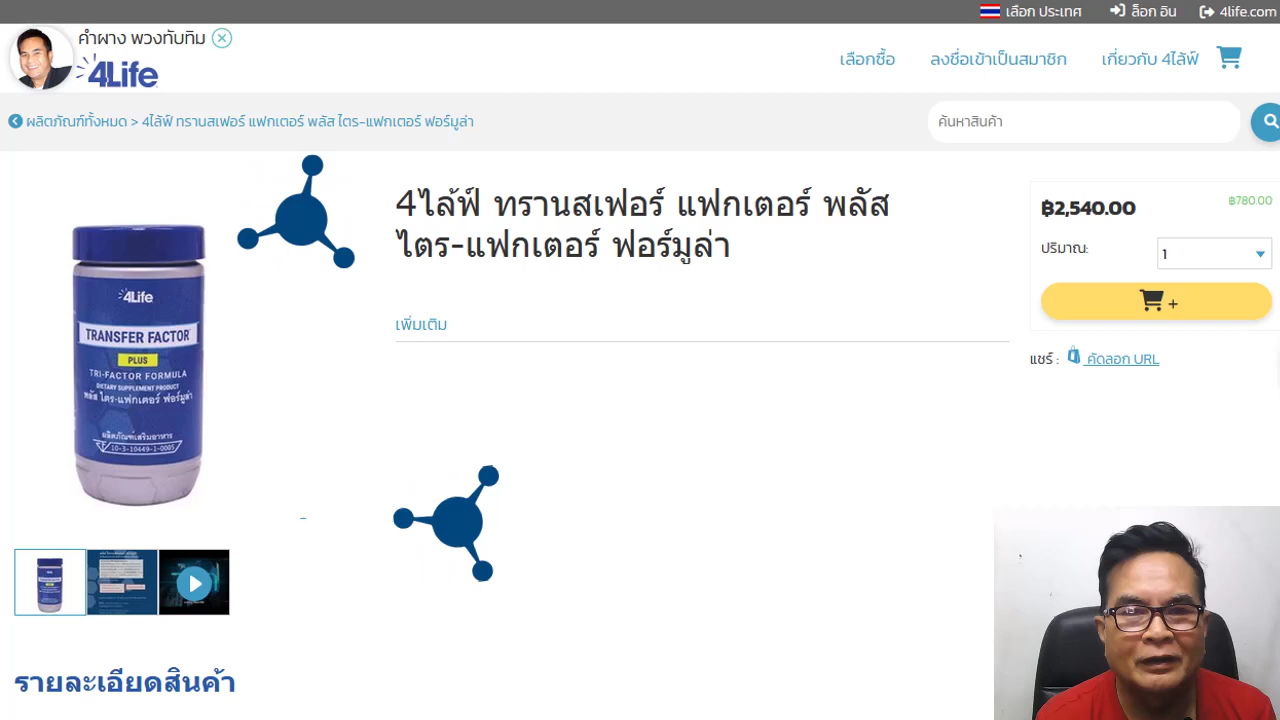 เลือก ประเทศ
ล็อก อิน
4life.com
คำผาง พวงทับทิม
4Life
เลือกซื้อ
ลงชื่อเข้าเป็นสมาชิก
เกี่ยวกับ 4ไล้ฟ์
ผลิตภัณฑ์ทั้งหมด > 4ไล้ฟ์ ทรานสเฟอร์ แฟกเตอร์ พลัส ไตร-แฟกเตอร์ ฟอร์มูล่า
ค้นหาสินค้า
4Life
TRANSFER FACTOR
PLUS
TRI-FACTOR FORMULA
DIETARY SUPPLEMENT PRODUCT
พลัส ไตร-แฟกเตอร์ ฟอร์มูล่า
ผลิตภัณฑ์เสริมอาหาร
10-3-10449-1-0005
4ไล้ฟ์ ทรานสเฟอร์ แฟกเตอร์ พลัส
ไตร-แฟกเตอร์ ฟอร์มูล่า
เพิ่มเติม
฿2,540.00
฿780.00
ปริมาณ:
1
+
แชร์ :
คัดลอก URL
รายละเอียดสินค้า